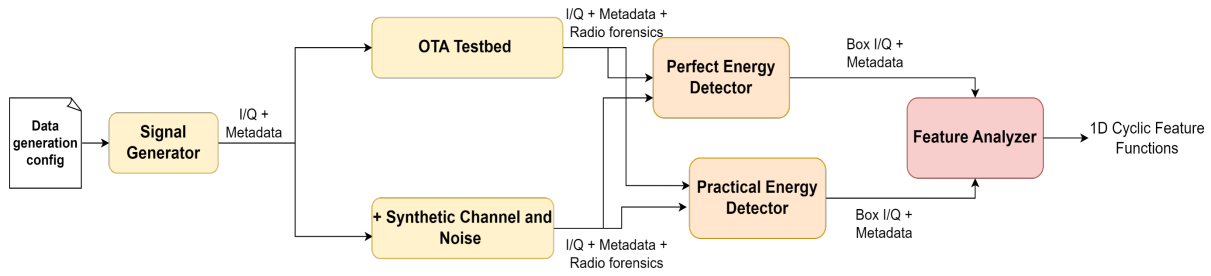 Data
generation
config
Signal
Generator
I/Q +
Metadata
OTA Testbed
+ Synthetic Channel and
Noise
I/Q + Metadata +
Radio forensics
I/Q + Metadata +
Radio forensics
Perfect Energy
Detector
Practical Energy
Detector
Box I/Q +
Metadata
Box I/Q +
Metadata
Feature Analyzer
1D Cyclic Feature
Functions